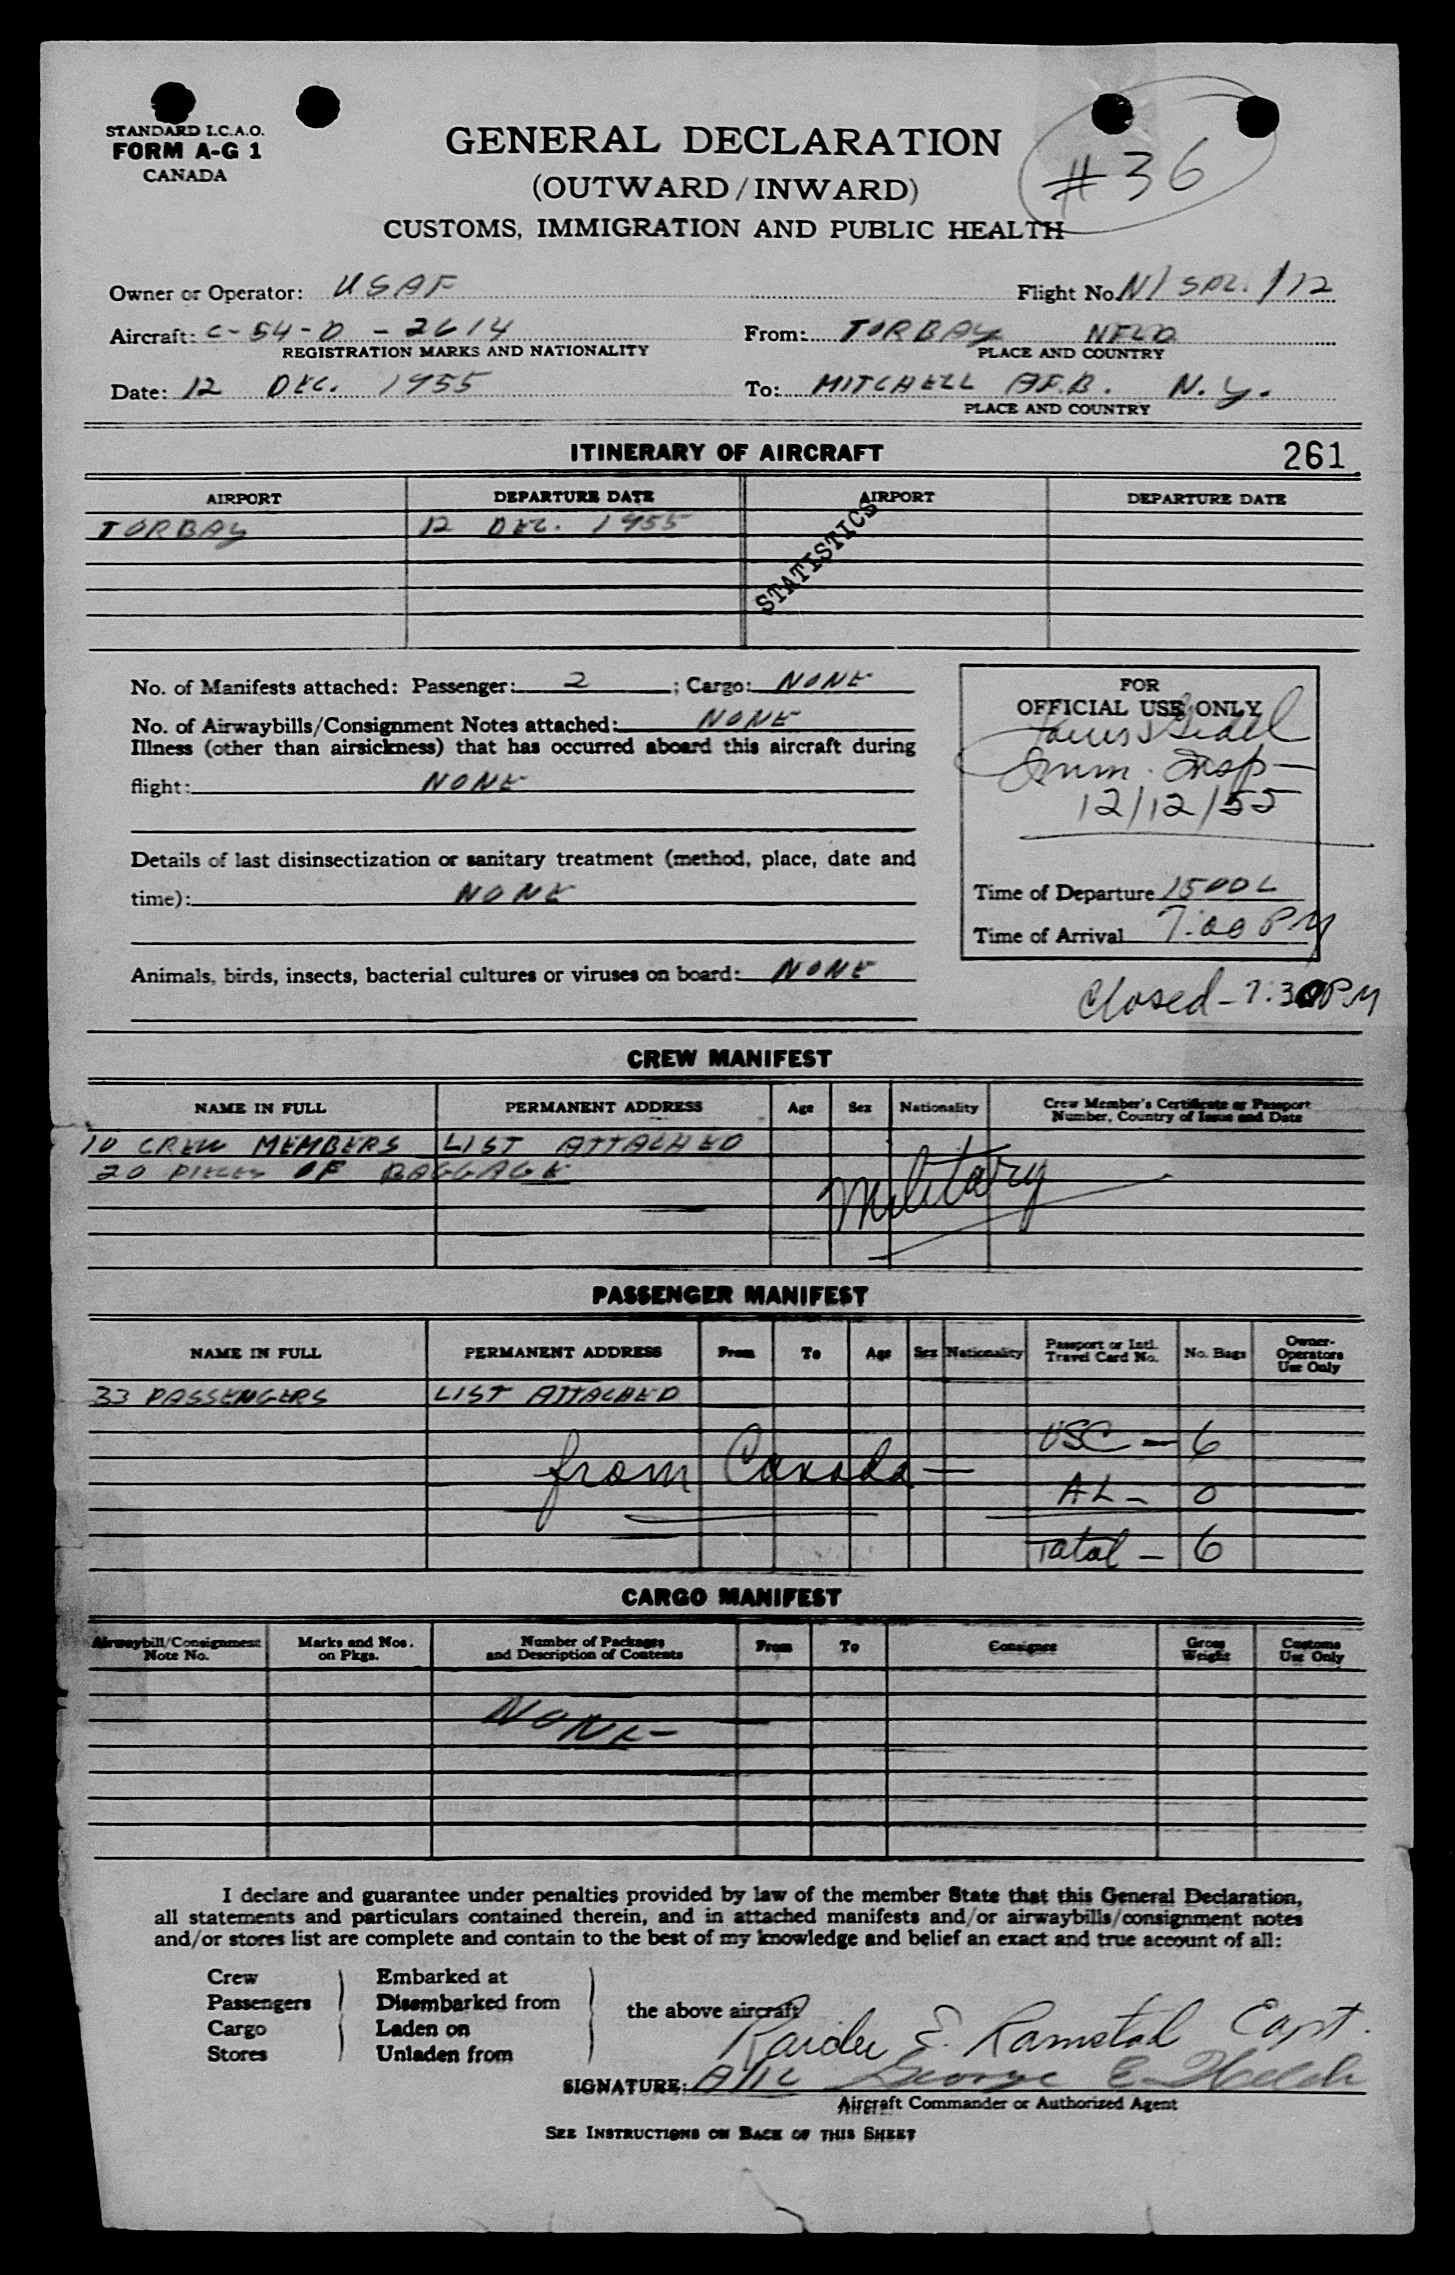 STANDARD I.C.A.O.
FORM A-G 1
CANADA
GENERAL DECLARATION
(OUTWARD/INWARD)
CUSTOMS, IMMIGRATION AND PUBLIC HEALTH
#36
Owner or Operator: USAF
Flight No. N/ SPL. 1/12
Aircraft: C-54-D - 2614
REGISTRATION MARKS AND NATIONALITY
From: TORBAY NFLD
PLACE AND COUNTRY
Date: 12 DEC. 1955
To: MITCHELL AF.B. N.Y.
PLACE AND COUNTRY
ITINERARY OF AIRCRAFT
261
AIRPORT DEPARTURE DATE AIRPORT DEPARTURE DATE
TORBAY 12 DEC. 1955
STATISTICS
No. of Manifests attached: Passenger: 2 ; Cargo: NONE
No. of Airwaybills/Consignment Notes attached: NONE
Illness (other than airsickness) that has occurred aboard this aircraft during
flight: NONE
Details of last disinsectization or sanitary treatment (method, place, date and
time): NONE
Animals, birds, insects, bacterial cultures or viruses on board: NONE
FOR
OFFICIAL USE ONLY
Imm. Insp-
12/12/55
Time of Departure 1500 L
Time of Arrival 7:00 PM
Closed - 7:30 PM
CREW MANIFEST
NAME IN FULL PERMANENT ADDRESS Age Sex Nationality Crew Member's Certificate or Passport
Number, Country of Issue and Date
10 CREW MEMBERS LIST ATTACHED
20 PIECES OF BAGGAGE
Military
PASSENGER MANIFEST
NAME IN FULL PERMANENT ADDRESS From To Age Sex Nationality Passport or Intl.
Travel Card No. No. Bags Owner-
Operators
Use Only
33 PASSENGERS LIST ATTACHED
USC - 6
from Canada -
AL - 0
Total - 6
CARGO MANIFEST
Airwaybill/Consignment
Note No. Marks and Nos.
on Pkgs. Number of Packages
and Description of Contents From To Consignee Gross
Weight Customs
Use Only
NONE
I declare and guarantee under penalties provided by law of the member State that this General Declaration,
all statements and particulars contained therein, and in attached manifests and/or airwaybills/consignment notes
and/or stores list are complete and contain to the best of my knowledge and belief an exact and true account of all:
Crew Embarked at
Passengers Disembarked from
Cargo Laden on
Stores Unladen from
the above aircraft
Raider E. Ramstad Capt.
SIGNATURE: A/1C George E.
Aircraft Commander or Authorized Agent
SEE INSTRUCTIONS ON BACK OF THIS SHEET